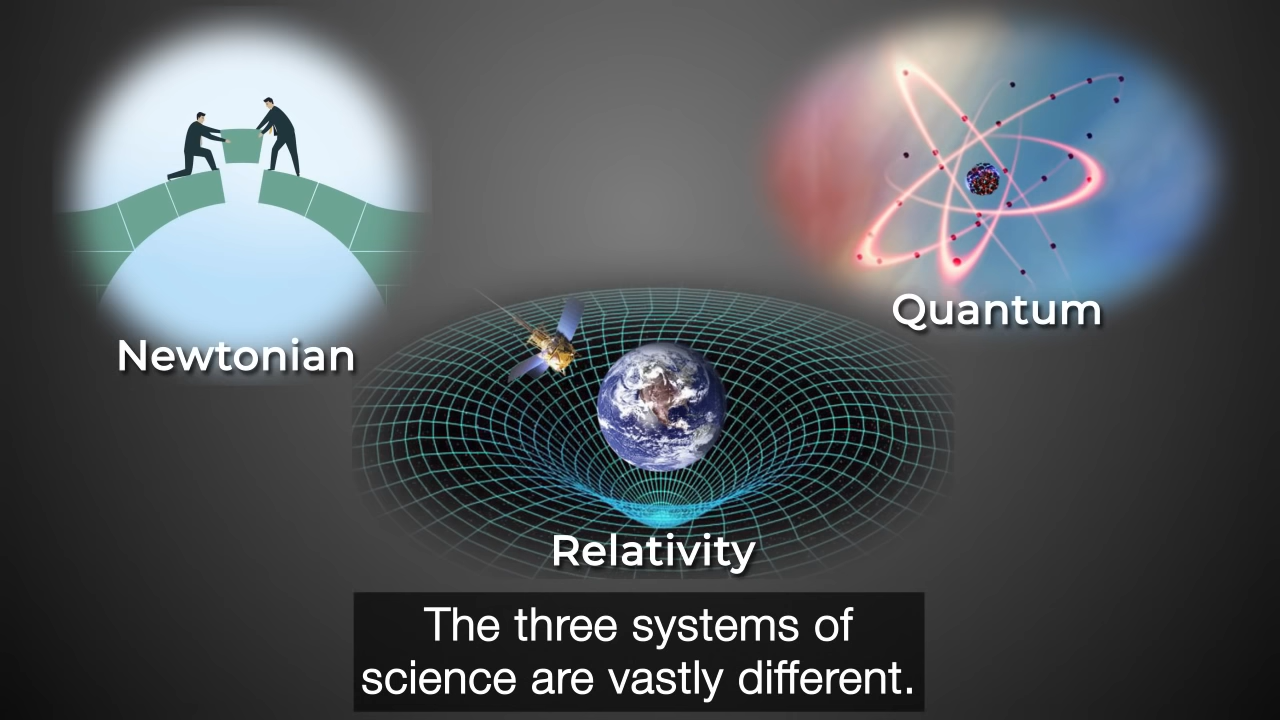 Quantum
Newtonian
Relativity
The three systems of
science are vastly different.